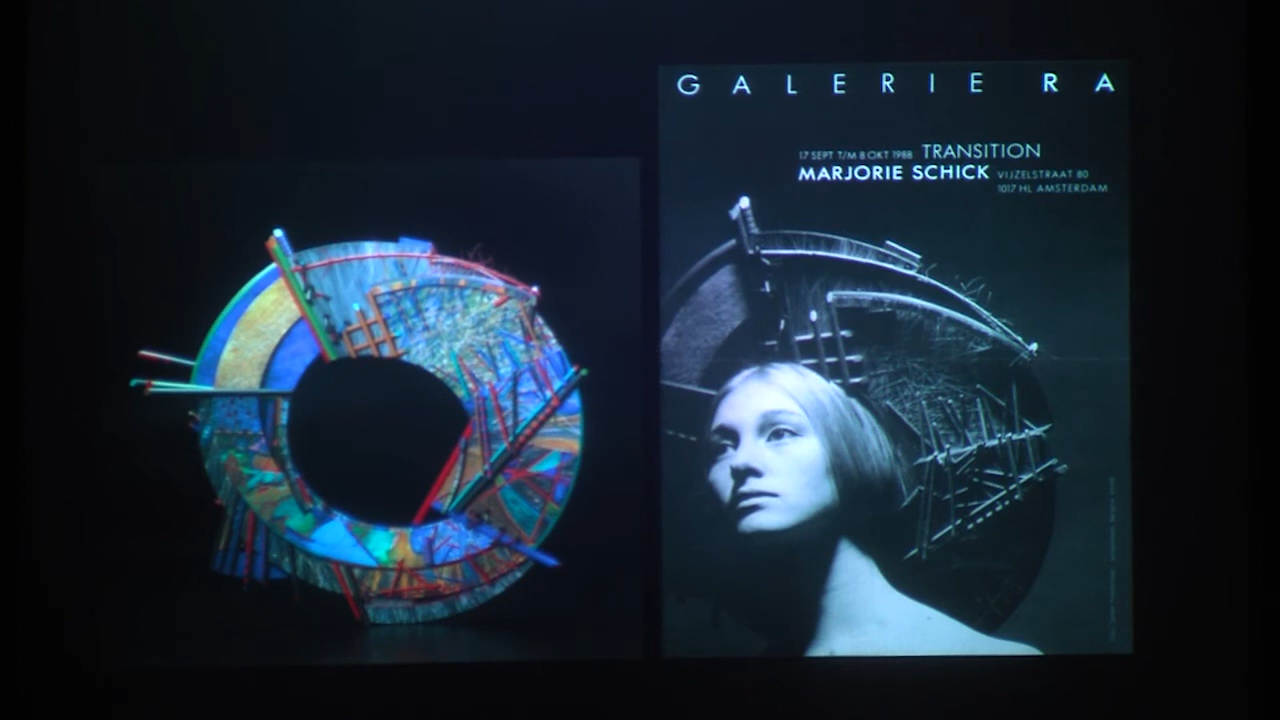 GALERIE RA
17 SEPT T/M 8 OKT 1988 TRANSITION
MARJORIE SCHICK VIJZELSTRAAT 80
1017 HL AMSTERDAM